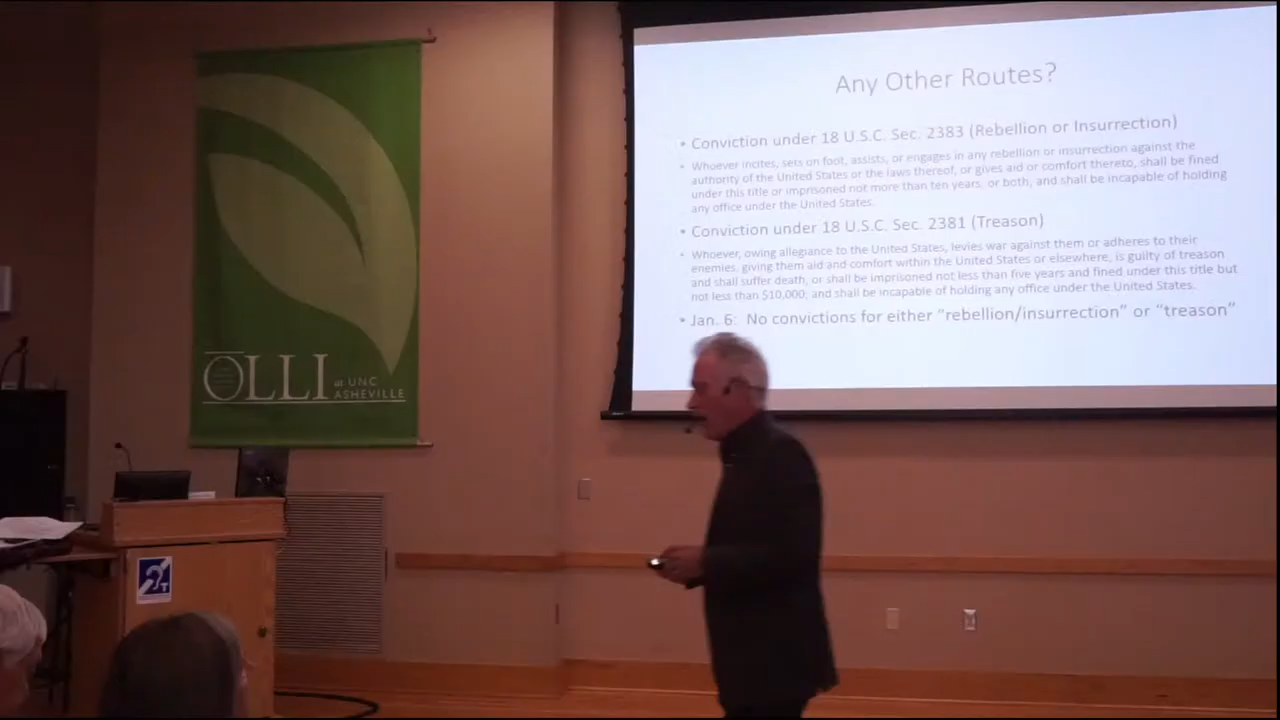 Any Other Routes?
• Conviction under 18 U.S.C. Sec. 2383 (Rebellion or Insurrection)
• Whoever incites, sets on foot, assists, or engages in any rebellion or insurrection against the
authority of the United States or the laws thereof, or gives aid or comfort thereto, shall be fined
under this title or imprisoned not more than ten years, or both; and shall be incapable of holding
any office under the United States.
• Conviction under 18 U.S.C. Sec. 2381 (Treason)
• Whoever, owing allegiance to the United States, levies war against them or adheres to their
enemies, giving them aid and comfort within the United States or elsewhere, is guilty of treason
and shall suffer death, or shall be imprisoned not less than five years and fined under this title but
not less than $10,000; and shall be incapable of holding any office under the United States.
• Jan. 6: No convictions for either “rebellion/insurrection” or “treason”
OLLI at UNC
ASHEVILLE
T